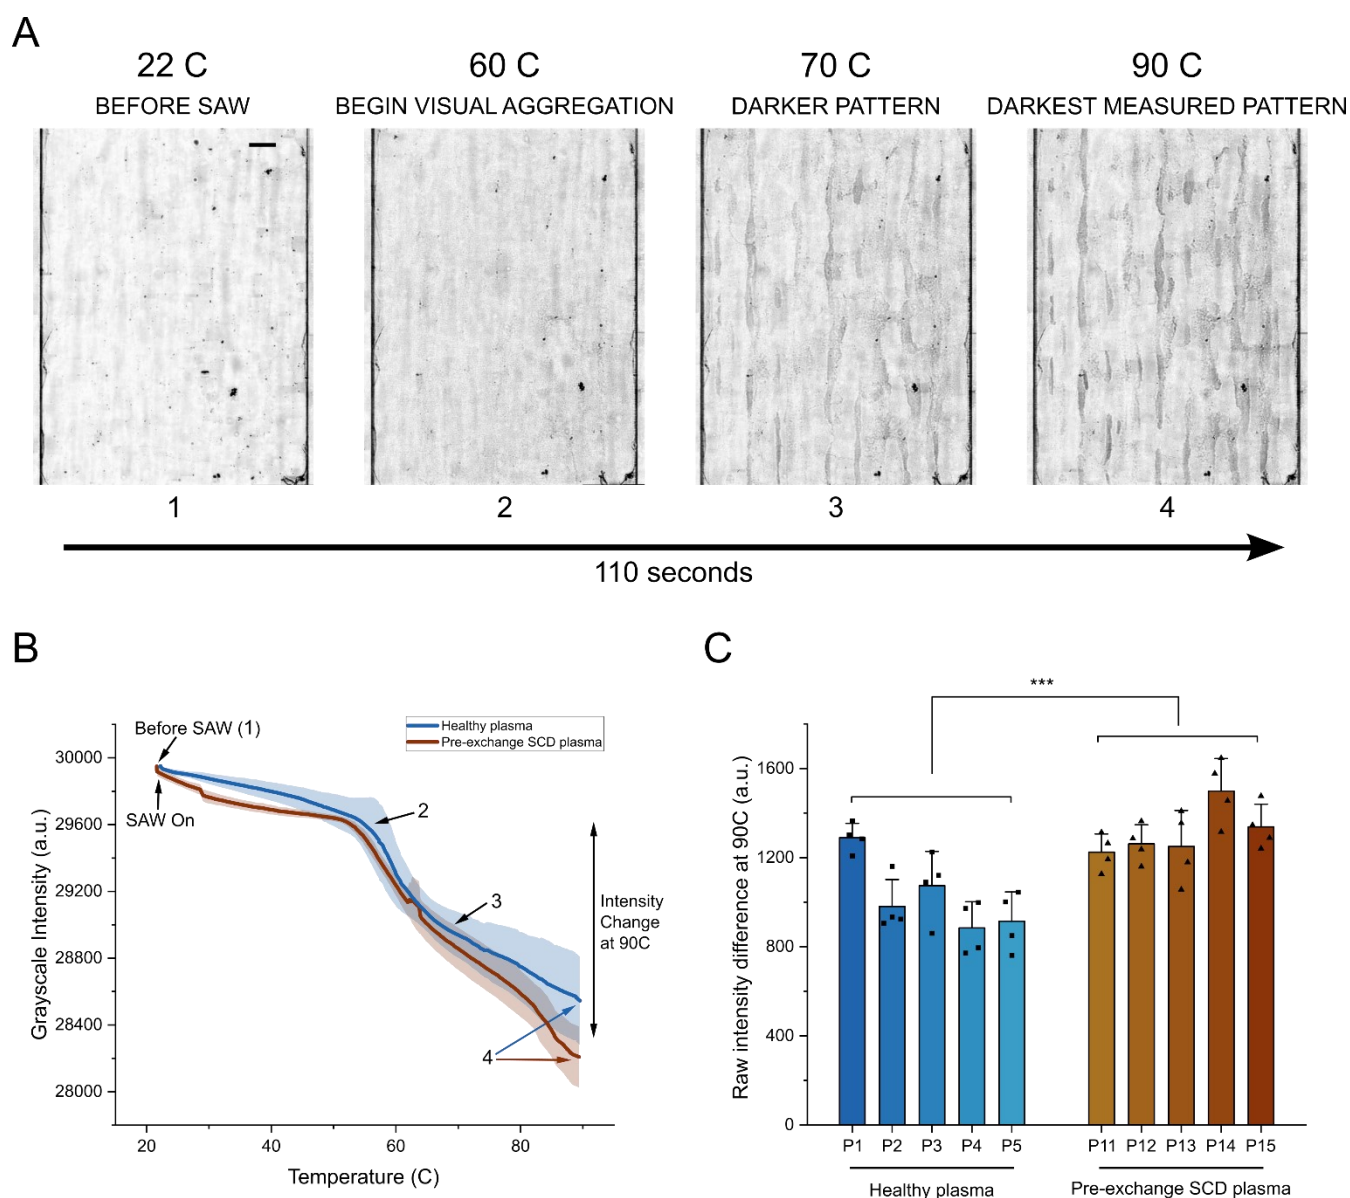 A
22 C
60 C
70 C
90 C
BEFORE SAW
BEGIN VISUAL AGGREGATION
DARKER PATTERN
DARKEST MEASURED PATTERN
1
2
3
4
110 seconds
B
Before SAW (1)
SAW On
Healthy plasma
Pre-exchange SCD plasma
2
3
4
Intensity
Change
at 90C
30000
29600
29200
28800
28400
28000
Grayscale Intensity (a.u.)
20
40
60
80
Temperature (C)
C
***
1600
1200
800
400
0
Raw intensity difference at 90C (a.u.)
P1
P2
P3
P4
P5
P11
P12
P13
P14
P15
Healthy plasma
Pre-exchange SCD plasma